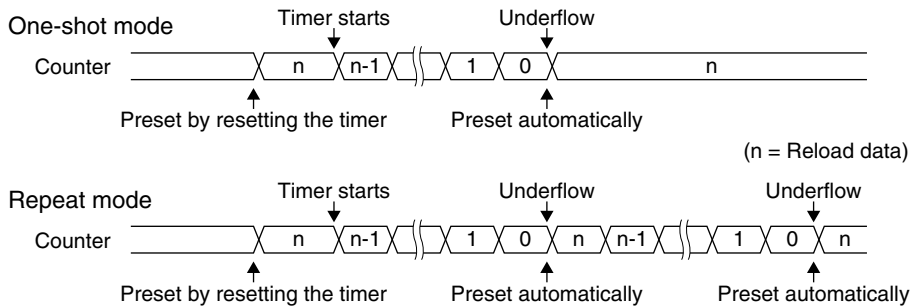 Timer starts Underflow
One-shot mode
Counter n n-1 1 0 n
Preset by resetting the timer Preset automatically
(n = Reload data)
Timer starts Underflow Underflow
Repeat mode
Counter n n-1 1 0 n n-1 1 0 n
Preset by resetting the timer Preset automatically Preset automatically